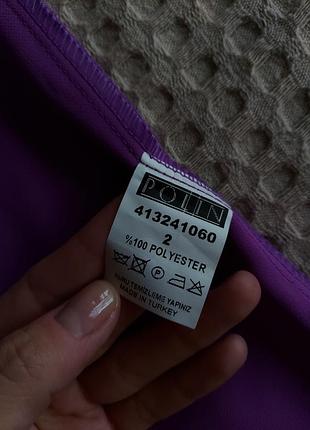 POLIN
413241060
2
%100 POLYESTER
P
KURU TEMİZLEME YAPINIZ
MADE IN TURKEY